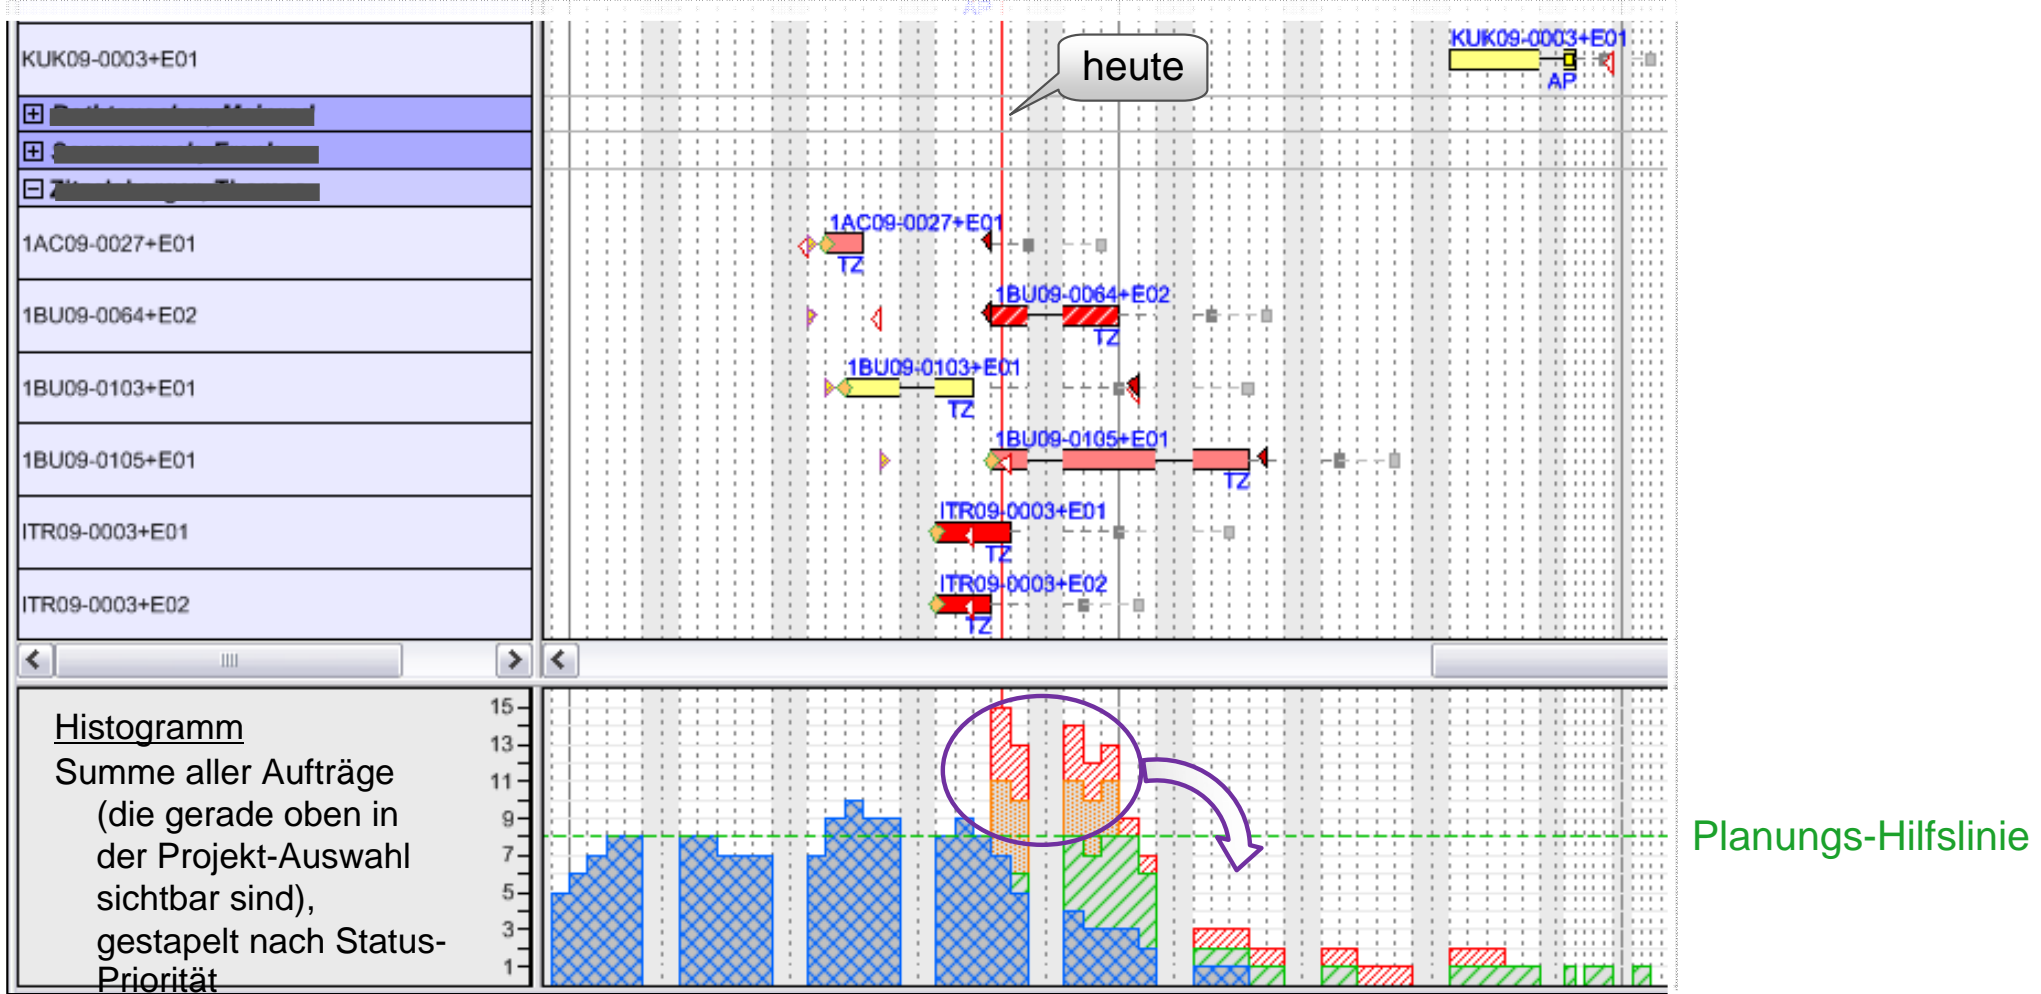 AP
KUK09-0003+E01
KUK09-0003+E01
AP
heute
1AC09-0027+E01
1AC09-0027+E01
TZ
1BU09-0064+E02
1BU09-0064+E02
TZ
1BU09-0103+E01
1BU09-0103+E01
TZ
1BU09-0105+E01
1BU09-0105+E01
TZ
ITR09-0003+E01
ITR09-0003+E01
TZ
ITR09-0003+E02
ITR09-0003+E02
TZ
Histogramm
Summe aller Aufträge
(die gerade oben in
der Projekt-Auswahl
sichtbar sind),
gestapelt nach Status-
Priorität
15
13
11
9
7
5
3
1
Planungs-Hilfslinie